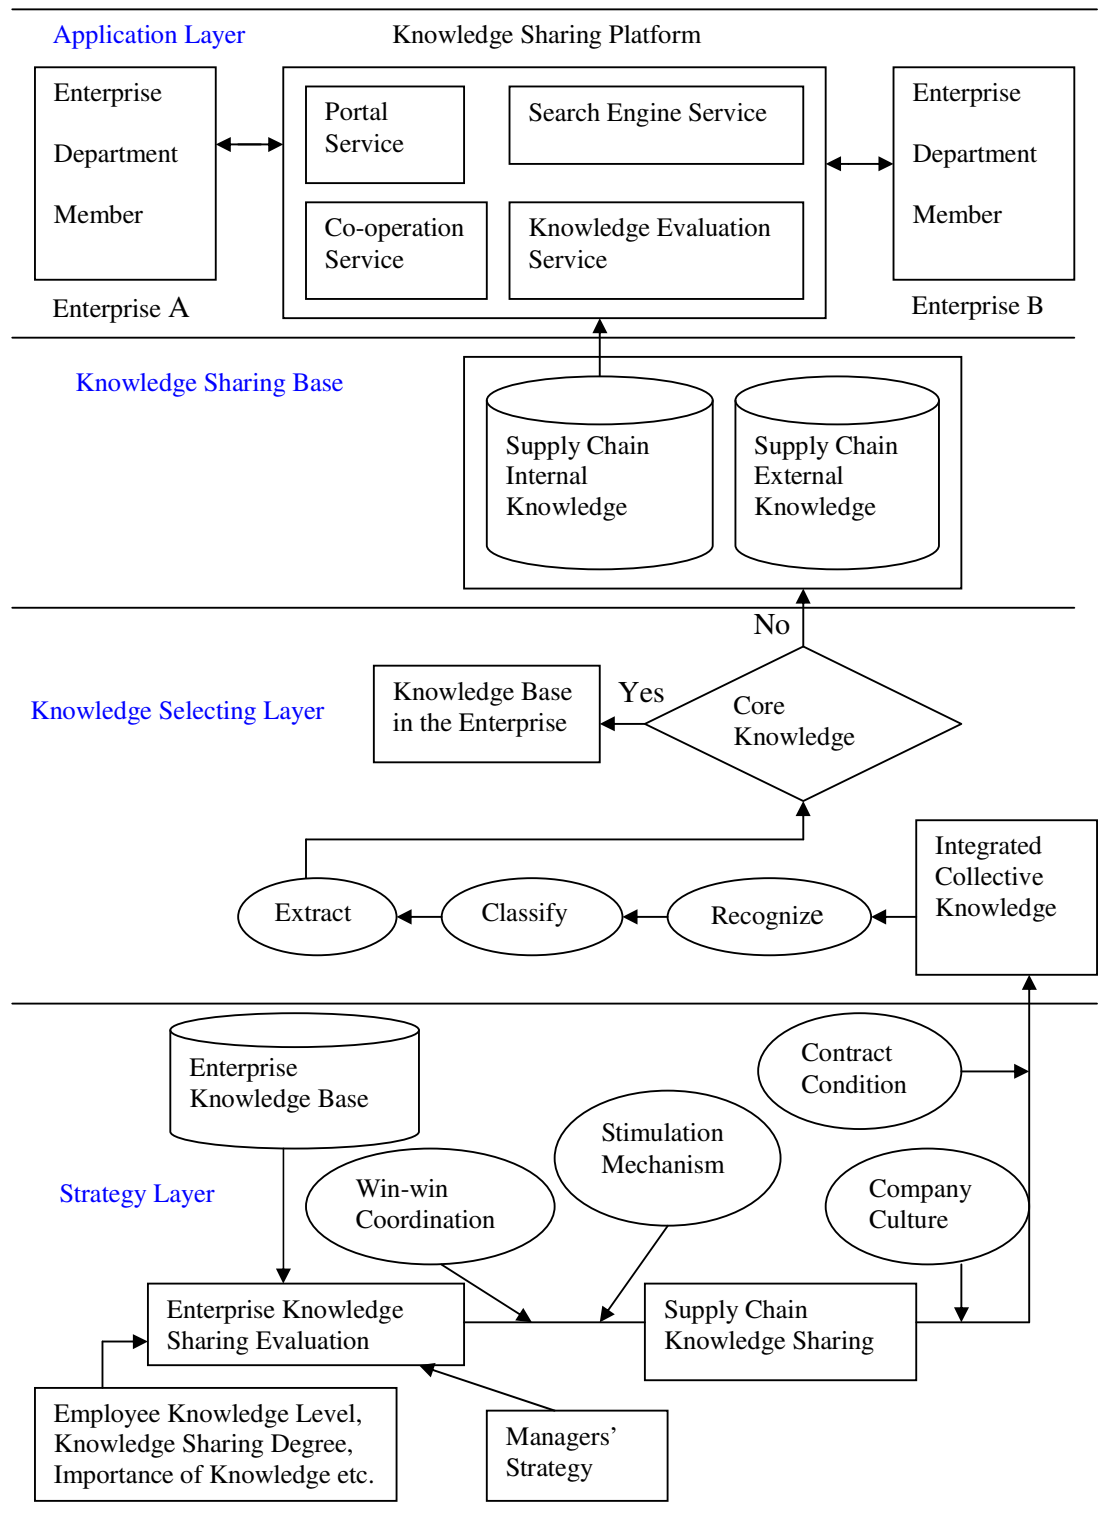 Application Layer
Knowledge Sharing Platform
Enterprise
Department
Member
Enterprise A
Portal
Service
Search Engine Service
Co-operation
Service
Knowledge Evaluation
Service
Enterprise
Department
Member
Enterprise B
Knowledge Sharing Base
Supply Chain
Internal
Knowledge
Supply Chain
External
Knowledge
No
Knowledge Selecting Layer
Knowledge Base
in the Enterprise
Yes
Core
Knowledge
Integrated
Collective
Knowledge
Extract
Classify
Recognize
Enterprise
Knowledge Base
Contract
Condition
Stimulation
Mechanism
Strategy Layer
Win-win
Coordination
Company
Culture
Enterprise Knowledge
Sharing Evaluation
Supply Chain
Knowledge Sharing
Employee Knowledge Level,
Knowledge Sharing Degree,
Importance of Knowledge etc.
Managers’
Strategy